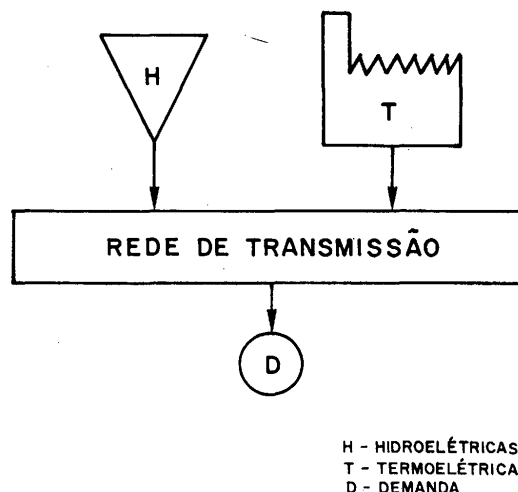 H
T
REDE DE TRANSMISSÃO
D
H - HIDROELÉTRICAS
T - TERMOELÉTRICA
D - DEMANDA